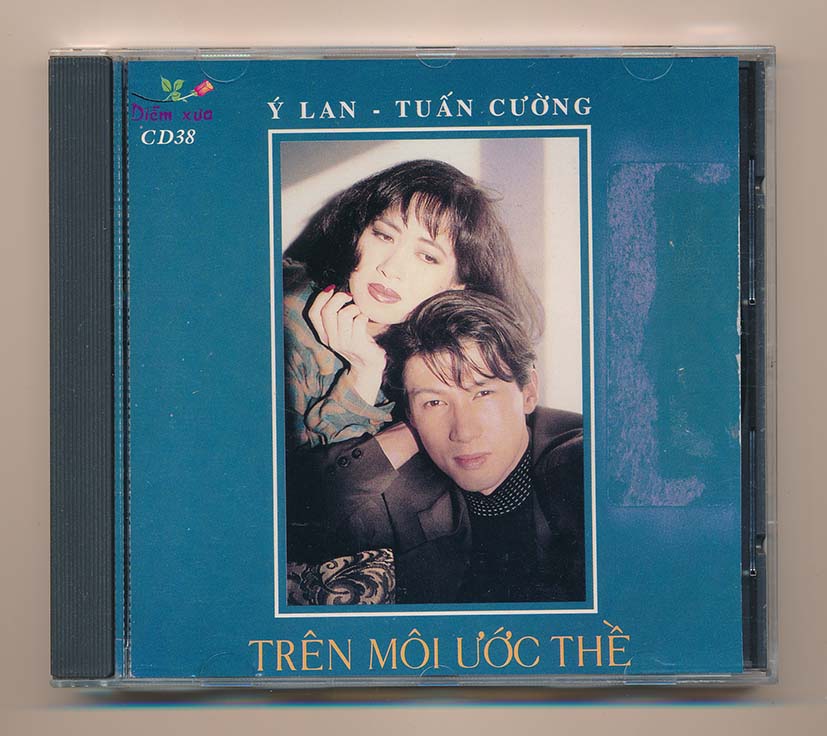 Diễm xưa
CD38
Ý LAN - TUẤN CƯỜNG
TRÊN MÔI ƯỚC THỀ